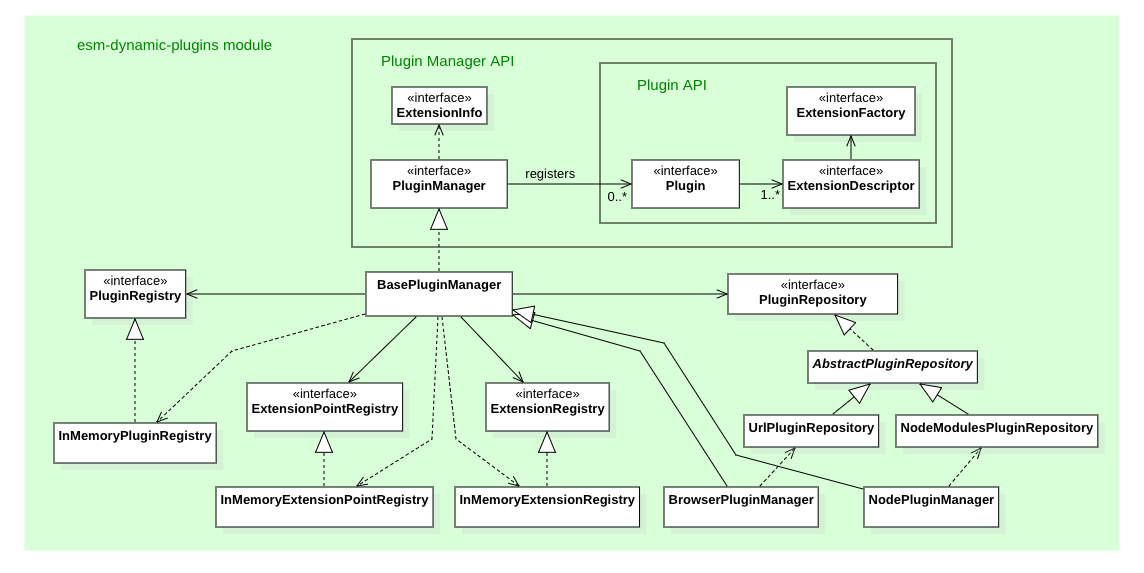 esm-dynamic-plugins module
Plugin Manager API
Plugin API
«interface»
ExtensionInfo
«interface»
ExtensionFactory
«interface»
PluginManager
registers
0..*
«interface»
Plugin
1..*
«interface»
ExtensionDescriptor
«interface»
PluginRegistry
BasePluginManager
«interface»
PluginRepository
AbstractPluginRepository
«interface»
ExtensionPointRegistry
«interface»
ExtensionRegistry
InMemoryPluginRegistry
UrlPluginRepository
NodeModulesPluginRepository
InMemoryExtensionPointRegistry
InMemoryExtensionRegistry
BrowserPluginManager
NodePluginManager